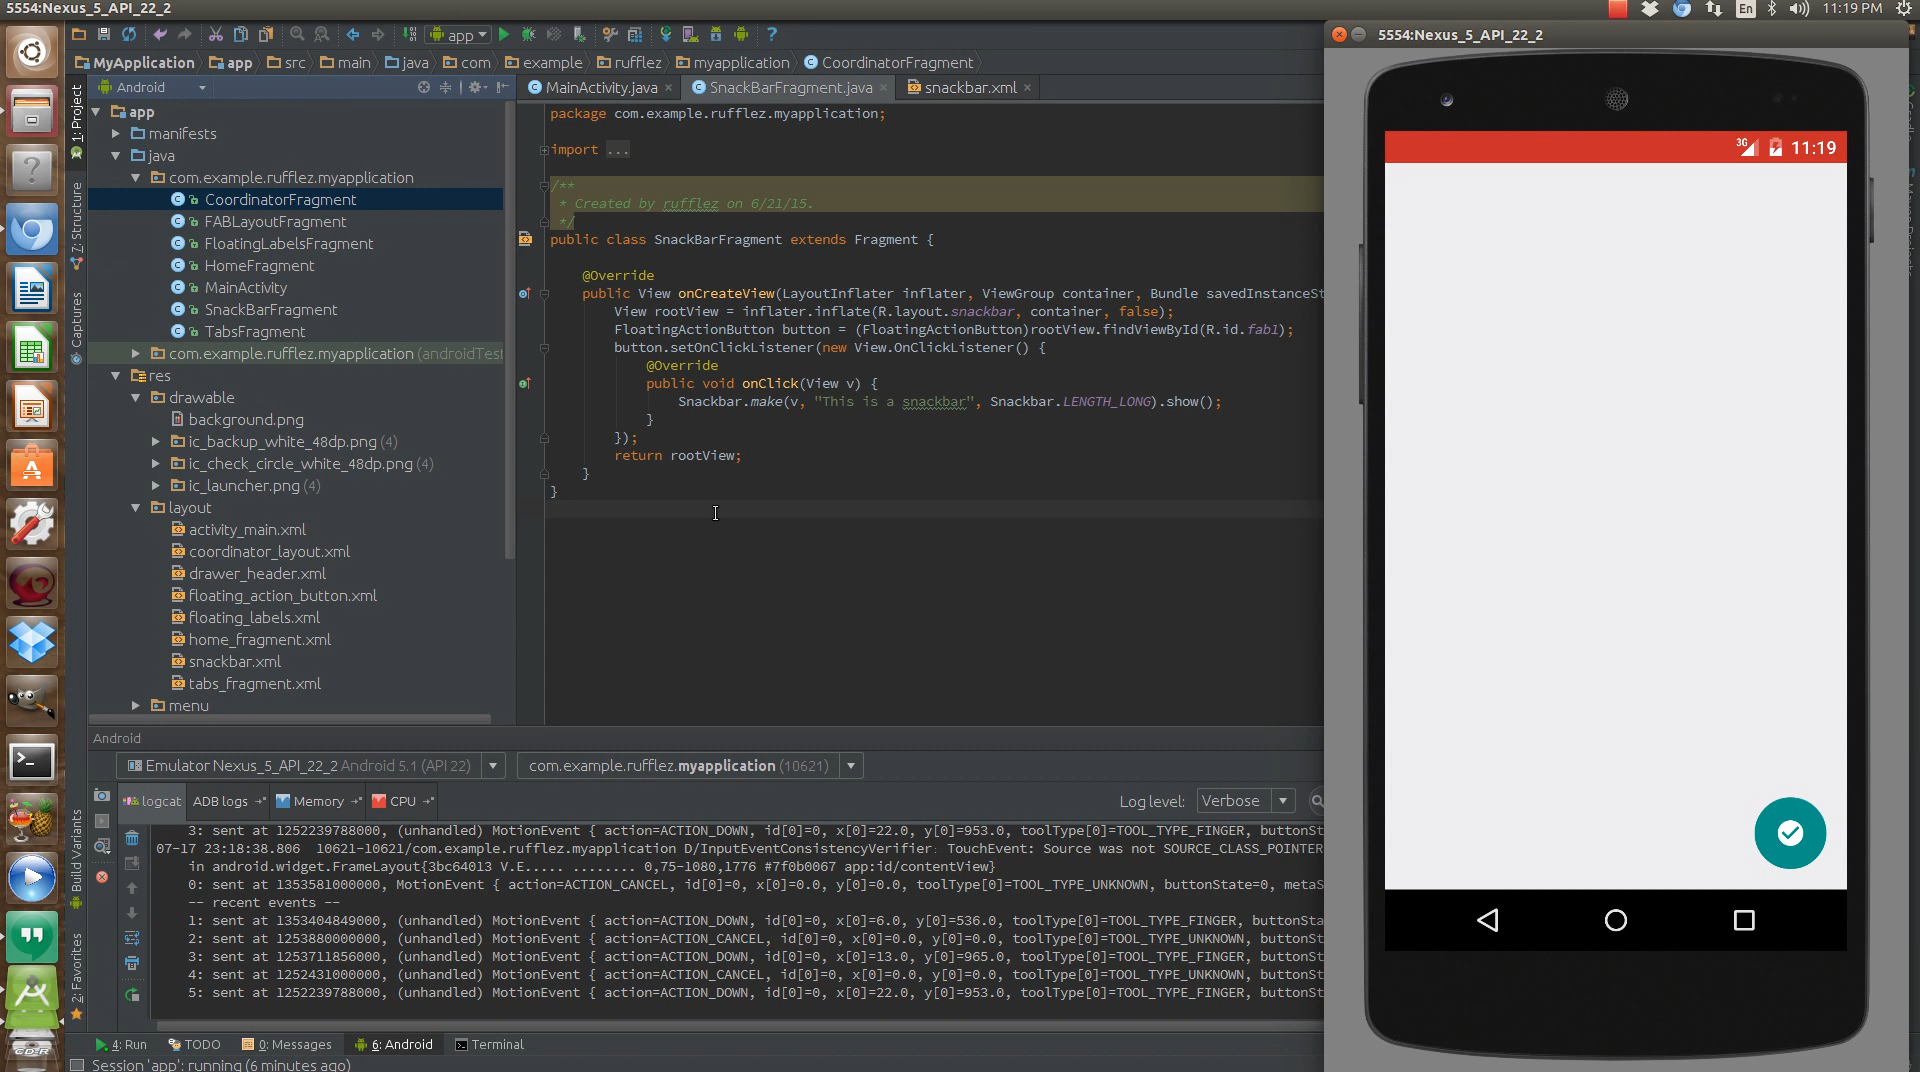 5554:Nexus_5_API_22_2
En
11:19 PM
app
MyApplication
app
src
main
java
com
example
rufflez
myapplication
CoordinatorFragment
Android
MainActivity.java
SnackBarFragment.java
snackbar.xml
1: Project
7: Structure
Captures
Build Variants
2: Favorites
app
manifests
java
com.example.rufflez.myapplication
CoordinatorFragment
FABLayoutFragment
FloatingLabelsFragment
HomeFragment
MainActivity
SnackBarFragment
TabsFragment
com.example.rufflez.myapplication (androidTest
res
drawable
background.png
ic_backup_white_48dp.png (4)
ic_check_circle_white_48dp.png (4)
ic_launcher.png (4)
layout
activity_main.xml
coordinator_layout.xml
drawer_header.xml
floating_action_button.xml
floating_labels.xml
home_fragment.xml
snackbar.xml
tabs_fragment.xml
menu
package com.example.rufflez.myapplication;
import ...
/**
* Created by rufflez on 6/21/15.
*/
public class SnackBarFragment extends Fragment {
@Override
public View onCreateView(LayoutInflater inflater, ViewGroup container, Bundle savedInstanceSt
View rootView = inflater.inflate(R.layout.snackbar, container, false);
FloatingActionButton button = (FloatingActionButton)rootView.findViewById(R.id.fab1);
button.setOnClickListener(new View.OnClickListener() {
@Override
public void onClick(View v) {
Snackbar.make(v, "This is a snackbar", Snackbar.LENGTH_LONG).show();
}
});
return rootView;
}
}
Android
Emulator Nexus_5_API_22_2 Android 5.1 (API 22)
com.example.rufflez.myapplication (10621)
logcat
ADB logs
Memory
CPU
Log level:
Verbose
3: sent at 1252239788000, (unhandled) MotionEvent { action=ACTION_DOWN, id[0]=0, x[0]=22.0, y[0]=953.0, toolType[0]=TOOL_TYPE_FINGER, buttonSt
07-17 23:18:38.806 10621-10621/com.example.rufflez.myapplication D/InputEventConsistencyVerifier: TouchEvent: Source was not SOURCE_CLASS_POINTER
in android.widget.FrameLayout{3bc64013 V.E..... ........ 0,75-1080,1776 #7f0b0067 app:id/contentView}
0: sent at 1353581000000, MotionEvent { action=ACTION_CANCEL, id[0]=0, x[0]=0.0, y[0]=0.0, toolType[0]=TOOL_TYPE_UNKNOWN, buttonState=0, metaS
-- recent events --
1: sent at 1353404849000, (unhandled) MotionEvent { action=ACTION_DOWN, id[0]=0, x[0]=6.0, y[0]=536.0, toolType[0]=TOOL_TYPE_FINGER, buttonSta
2: sent at 1253880000000, (unhandled) MotionEvent { action=ACTION_CANCEL, id[0]=0, x[0]=0.0, y[0]=0.0, toolType[0]=TOOL_TYPE_UNKNOWN, buttonSt
3: sent at 1253711856000, (unhandled) MotionEvent { action=ACTION_DOWN, id[0]=0, x[0]=13.0, y[0]=965.0, toolType[0]=TOOL_TYPE_FINGER, buttonSt
4: sent at 1252431000000, (unhandled) MotionEvent { action=ACTION_CANCEL, id[0]=0, x[0]=0.0, y[0]=0.0, toolType[0]=TOOL_TYPE_UNKNOWN, buttonSt
5: sent at 1252239788000, (unhandled) MotionEvent { action=ACTION_DOWN, id[0]=0, x[0]=22.0, y[0]=953.0, toolType[0]=TOOL_TYPE_FINGER, buttonSt
4: Run
TODO
0: Messages
6: Android
Terminal
Session 'app': running (6 minutes ago)
5554:Nexus_5_API_22_2
3G
11:19
CD-R